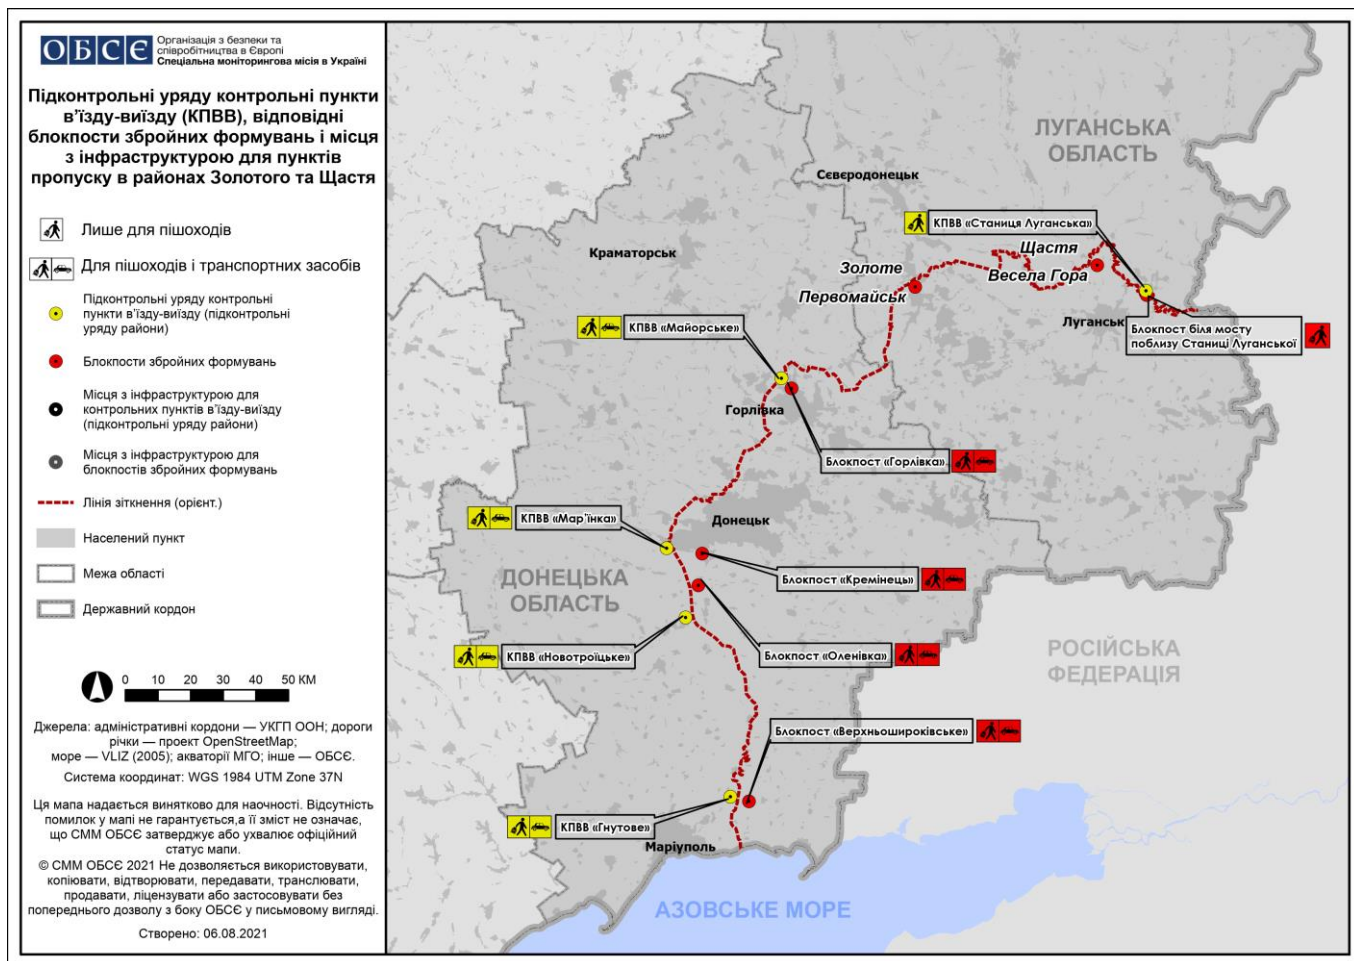 ОБСЄ
Організація з безпеки та
співробітництва в Європі
Спеціальна моніторингова місія в Україні
Підконтрольні уряду контрольні пункти
в’їзду-виїзду (КПВВ), відповідні
блокпости збройних формувань і місця
з інфраструктурою для пунктів
пропуску в районах Золотого та Щастя
Лише для пішоходів
Для пішоходів і транспортних засобів
Підконтрольні уряду контрольні
пункти в’їзду-виїзду (підконтрольні
уряду райони)
Блокпости збройних формувань
Місця з інфраструктурою для
контрольних пунктів в’їзду-виїзду
(підконтрольні уряду райони)
Місця з інфраструктурою для
блокпостів збройних формувань
Лінія зіткнення (орієнт.)
Населений пункт
Межа області
Державний кордон
0 10 20 30 40 50 КМ
Джерела: адміністративні кордони — УКГП ООН; дороги
річки — проект OpenStreetMap;
море — VLIZ (2005); акваторії МГО; інше — ОБСЄ.
Система координат: WGS 1984 UTM Zone 37N
Ця мапа надається винятково для наочності. Відсутність
помилок у мапі не гарантується,а її зміст не означає,
що СММ ОБСЄ затверджує або ухвалює офіційний
статус мапи.
© СММ ОБСЄ 2021 Не дозволяється використовувати,
копіювати, відтворювати, передавати, транслювати,
продавати, ліцензувати або застосовувати без
попереднього дозволу з боку ОБСЄ у письмовому вигляді.
Створено: 06.08.2021
ЛУГАНСЬКА
ОБЛАСТЬ
Сєвєродонецьк
КПВВ «Станиця Луганська»
Краматорськ
Щастя
Золоте
Весела Гора
Первомайськ
Луганськ
Блокпост біля мосту
поблизу Станиці Луганської
КПВВ «Майорське»
Горлівка
Блокпост «Горлівка»
КПВВ «Мар’їнка»
Донецьк
ДОНЕЦЬКА
ОБЛАСТЬ
Блокпост «Кремінець»
КПВВ «Новотроїцьке»
Блокпост «Оленівка»
РОСІЙСЬКА
ФЕДЕРАЦІЯ
Блокпост «Верхньошироківське»
КПВВ «Гнутове»
Маріуполь
АЗОВСЬКЕ МОРЕ